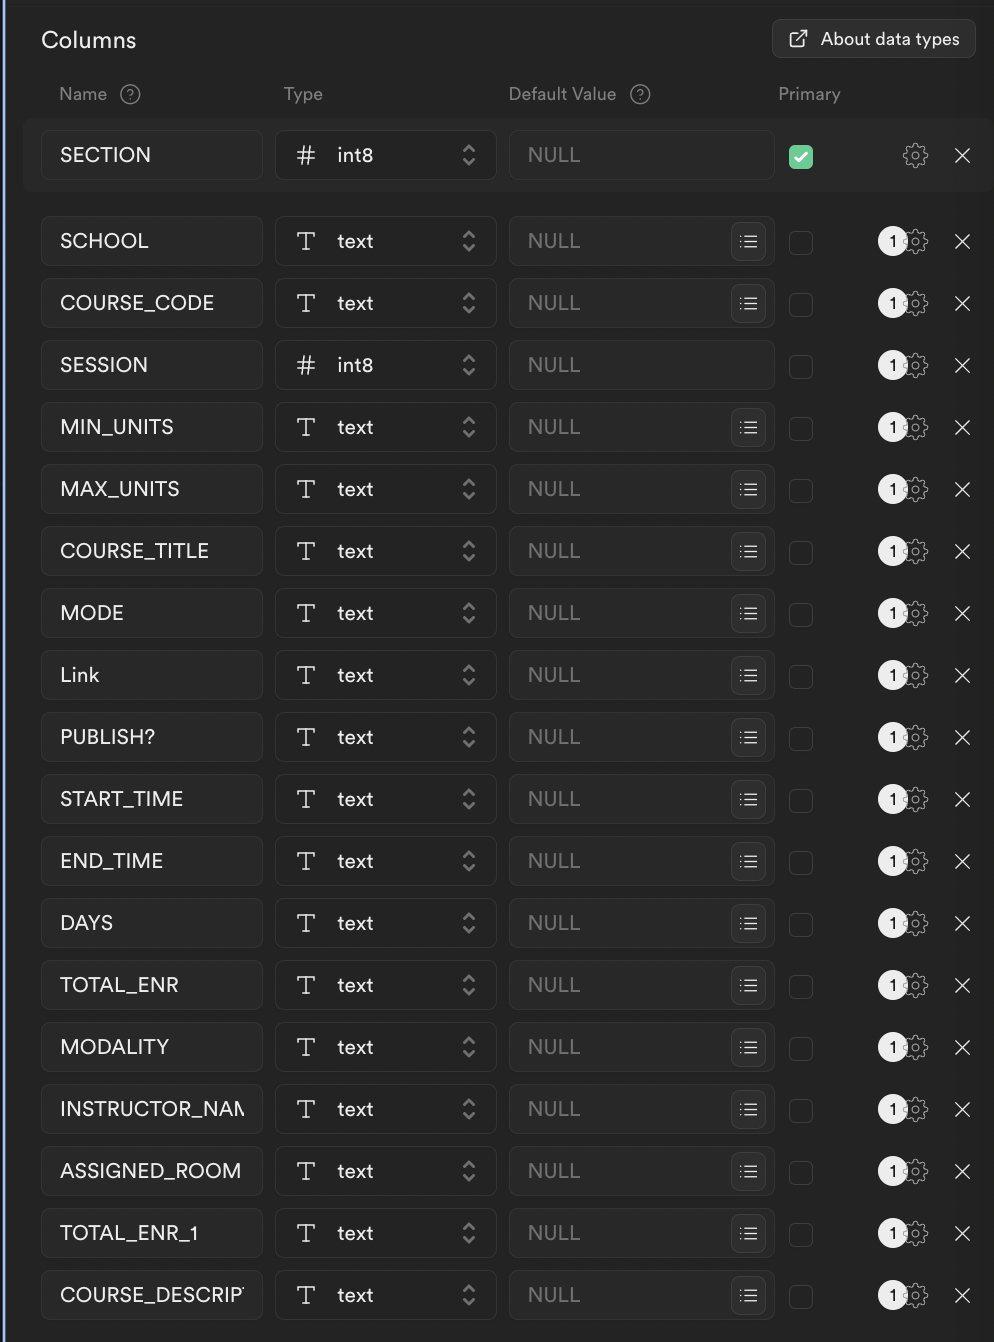 Columns
About data types
Name Type Default Value Primary
SECTION int8 NULL
SCHOOL text NULL 1
COURSE_CODE text NULL 1
SESSION int8 NULL 1
MIN_UNITS text NULL 1
MAX_UNITS text NULL 1
COURSE_TITLE text NULL 1
MODE text NULL 1
Link text NULL 1
PUBLISH? text NULL 1
START_TIME text NULL 1
END_TIME text NULL 1
DAYS text NULL 1
TOTAL_ENR text NULL 1
MODALITY text NULL 1
INSTRUCTOR_NAM text NULL 1
ASSIGNED_ROOM text NULL 1
TOTAL_ENR_1 text NULL 1
COURSE_DESCRIPT text NULL 1